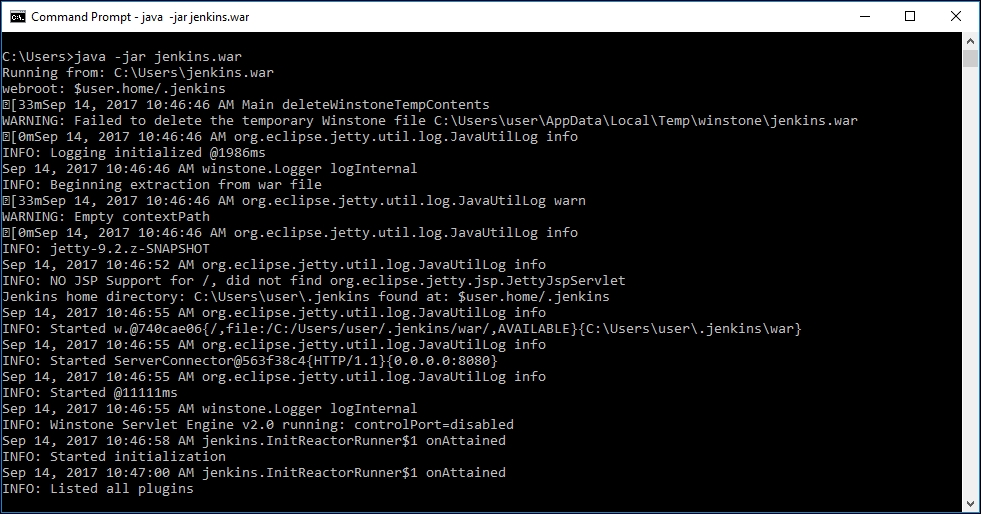 Command Prompt - java  -jar jenkins.war
C:\Users>java -jar jenkins.war
Running from: C:\Users\jenkins.war
webroot: $user.home/.jenkins
[33mSep 14, 2017 10:46:46 AM Main deleteWinstoneTempContents
WARNING: Failed to delete the temporary Winstone file C:\Users\user\AppData\Local\Temp\winstone\jenkins.war
[0mSep 14, 2017 10:46:46 AM org.eclipse.jetty.util.log.JavaUtilLog info
INFO: Logging initialized @1986ms
Sep 14, 2017 10:46:46 AM winstone.Logger logInternal
INFO: Beginning extraction from war file
[33mSep 14, 2017 10:46:46 AM org.eclipse.jetty.util.log.JavaUtilLog warn
WARNING: Empty contextPath
[0mSep 14, 2017 10:46:46 AM org.eclipse.jetty.util.log.JavaUtilLog info
INFO: jetty-9.2.z-SNAPSHOT
Sep 14, 2017 10:46:52 AM org.eclipse.jetty.util.log.JavaUtilLog info
INFO: NO JSP Support for /, did not find org.eclipse.jetty.jsp.JettyJspServlet
Jenkins home directory: C:\Users\user\.jenkins found at: $user.home/.jenkins
Sep 14, 2017 10:46:55 AM org.eclipse.jetty.util.log.JavaUtilLog info
INFO: Started w.@740cae06{/,file:/C:/Users/user/.jenkins/war/,AVAILABLE}{C:\Users\user\.jenkins\war}
Sep 14, 2017 10:46:55 AM org.eclipse.jetty.util.log.JavaUtilLog info
INFO: Started ServerConnector@563f38c4{HTTP/1.1}{0.0.0.0:8080}
Sep 14, 2017 10:46:55 AM org.eclipse.jetty.util.log.JavaUtilLog info
INFO: Started @11111ms
Sep 14, 2017 10:46:55 AM winstone.Logger logInternal
INFO: Winstone Servlet Engine v2.0 running: controlPort=disabled
Sep 14, 2017 10:46:58 AM jenkins.InitReactorRunner$1 onAttained
INFO: Started initialization
Sep 14, 2017 10:47:00 AM jenkins.InitReactorRunner$1 onAttained
INFO: Listed all plugins